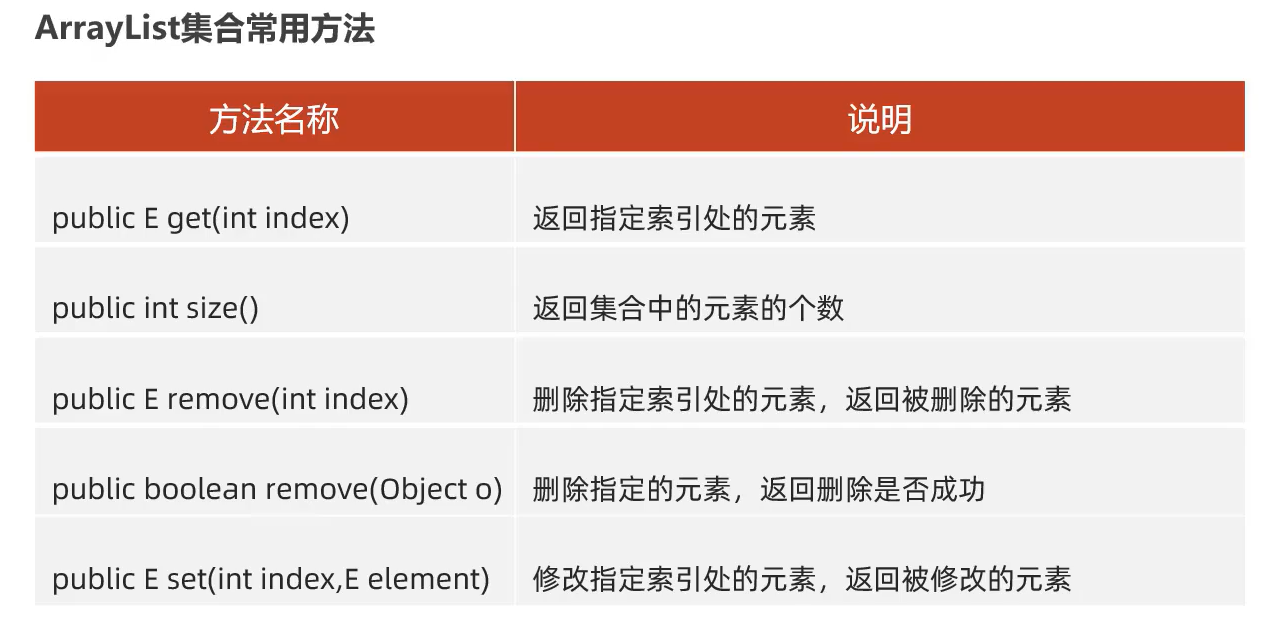 ArrayList集合常用方法
方法名称 说明
public E get(int index) 返回指定索引处的元素
public int size() 返回集合中的元素的个数
public E remove(int index) 删除指定索引处的元素，返回被删除的元素
public boolean remove(Object o) 删除指定的元素，返回删除是否成功
public E set(int index,E element) 修改指定索引处的元素，返回被修改的元素